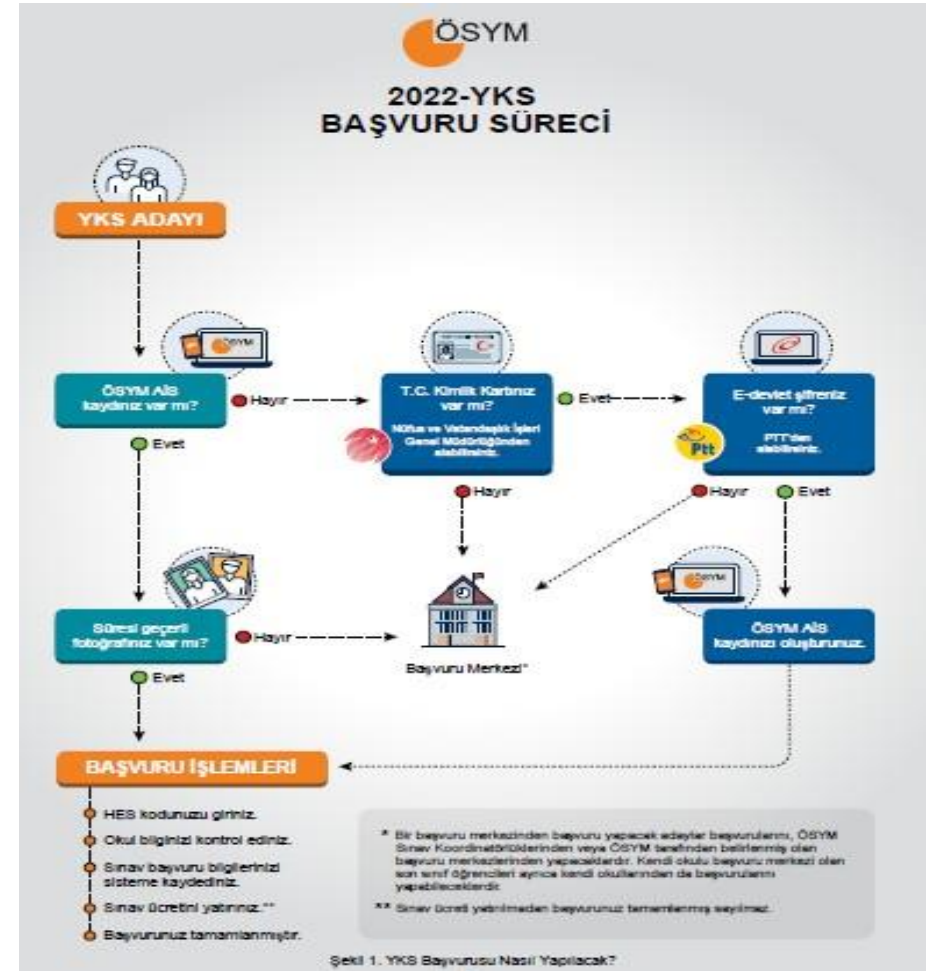 ÖSYM
2022-YKS
BAŞVURU SÜRECİ
YKS ADAYI
ÖSYM
ÖSYM AİS
kaydınız var mı?
Hayır
T.C. Kimlik Kartınız
var mı?
Nüfus ve Vatandaşlık İşleri
Genel Müdürlüğünden
alabilirsiniz.
Evet
E-devlet şifreniz
var mı?
PTT'den
alabilirsiniz.
Ptt
Evet
Hayır
Hayır
Evet
ÖSYM
Süresi geçerli
fotoğrafınız var mı?
Hayır
Başvuru Merkezi*
ÖSYM AİS
kaydınızı oluşturunuz.
Evet
BAŞVURU İŞLEMLERİ
HES kodunuzu giriniz.
Okul bilginizi kontrol ediniz.
Sınav başvuru bilgilerinizi
sisteme kaydediniz.
Sınav ücretini yatırınız.**
Başvurunuz tamamlanmıştır.
* Bir başvuru merkezinden başvuru yapacak adaylar başvurularını, ÖSYM
Sınav Koordinatörlüklerinden veya ÖSYM tarafından belirlenmiş olan
başvuru merkezlerinden yapacaklardır. Kendi okulu başvuru merkezi olan
son sınıf öğrencileri ayrıca kendi okullarından da başvurularını
yapabileceklerdir.
** Sınav ücreti yatırılmadan başvurunuz tamamlanmış sayılmaz.
Şekil 1. YKS Başvurusu Nasıl Yapılacak?